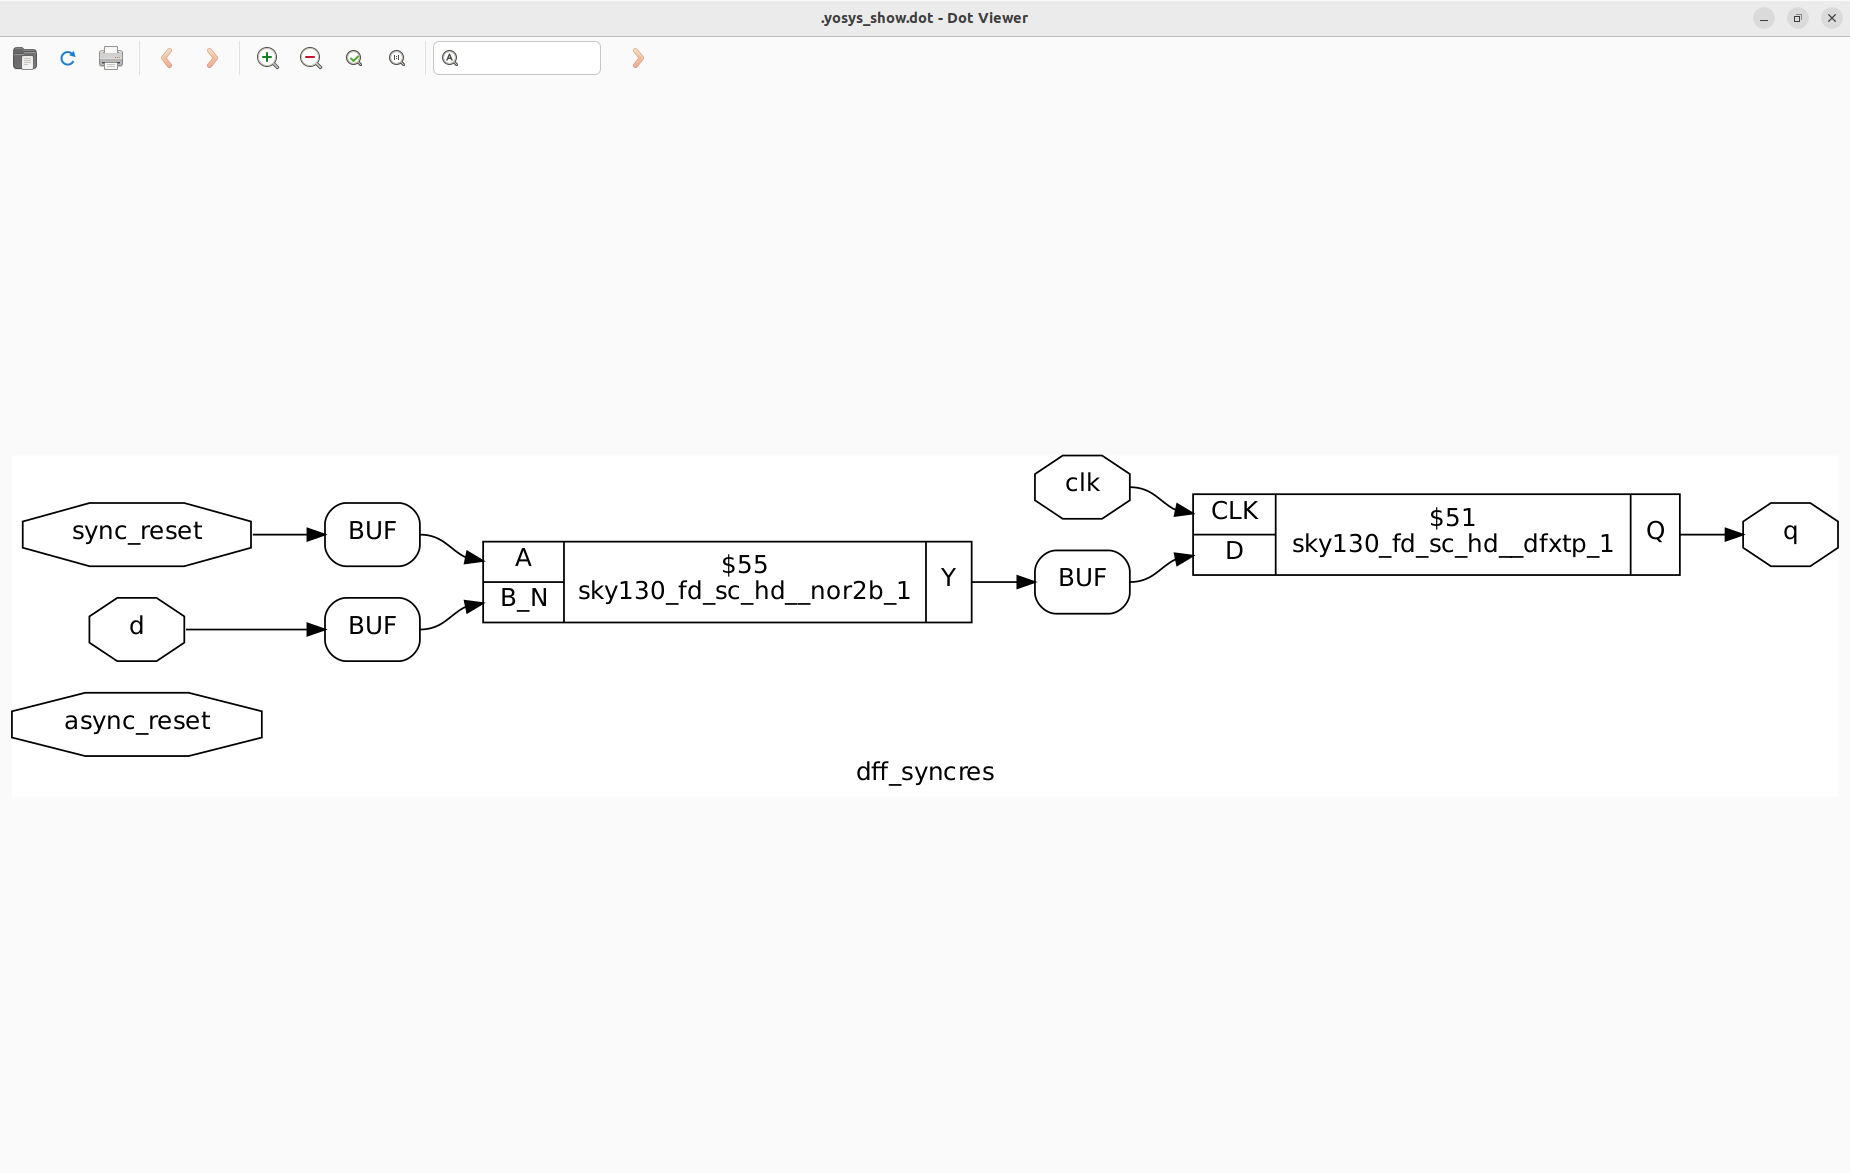 .yosys_show.dot - Dot Viewer
sync_reset
BUF
d
BUF
async_reset
A
B_N
$55
sky130_fd_sc_hd__nor2b_1
Y
clk
BUF
CLK
D
$51
sky130_fd_sc_hd__dfxtp_1
Q
q
dff_syncres